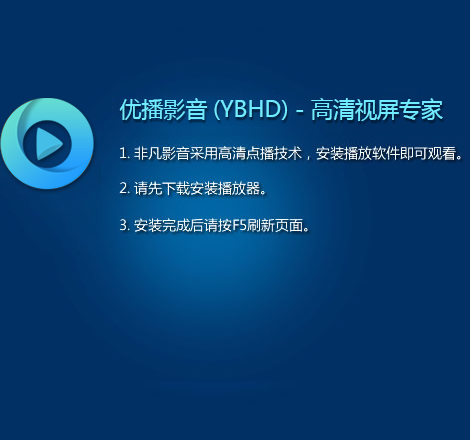 优播影音 (YBHD) - 高清视屏专家
1. 非凡影音采用高清点播技术，安装播放软件即可观看。
2. 请先下载安装播放器。
3. 安装完成后请按F5刷新页面。